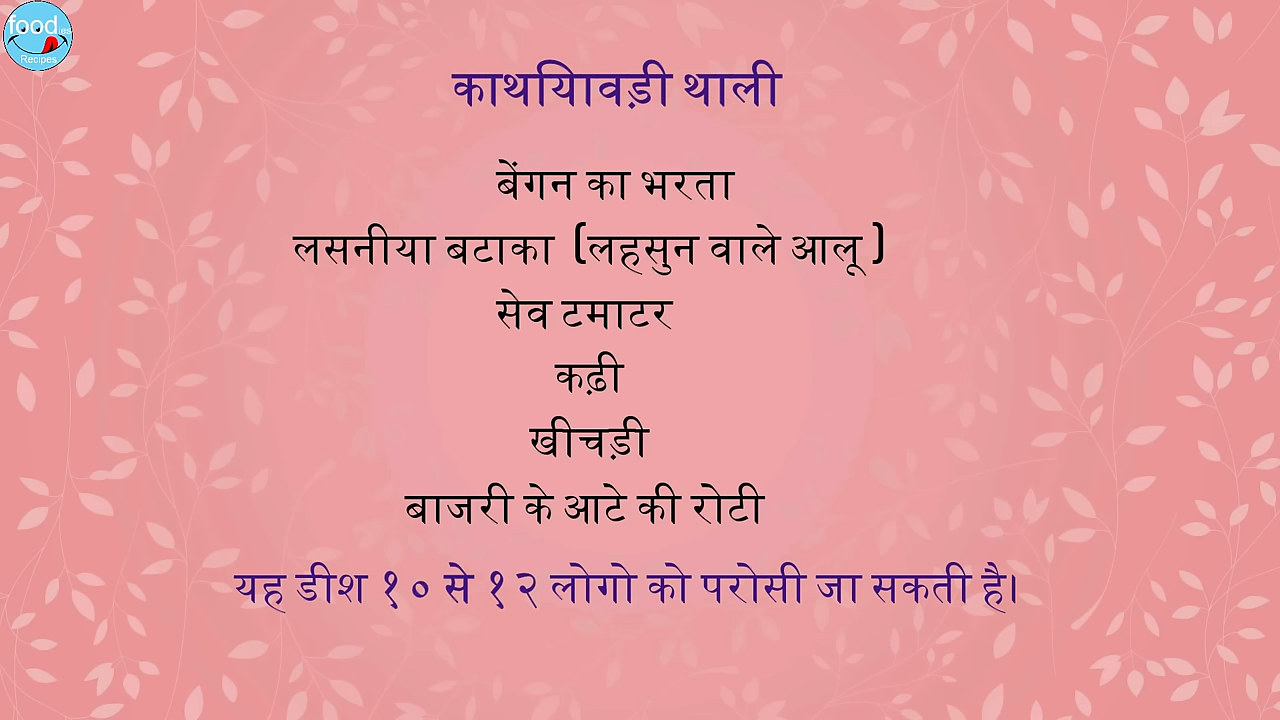 food.es
Recipes
काथयिावड़ी थाली
बेंगन का भरता
लसनीया बटाका (लहसुन वाले आलू )
सेव टमाटर
कढ़ी
खीचड़ी
बाजरी के आटे की रोटी
यह डीश १० से १२ लोगो को परोसी जा सकती है।